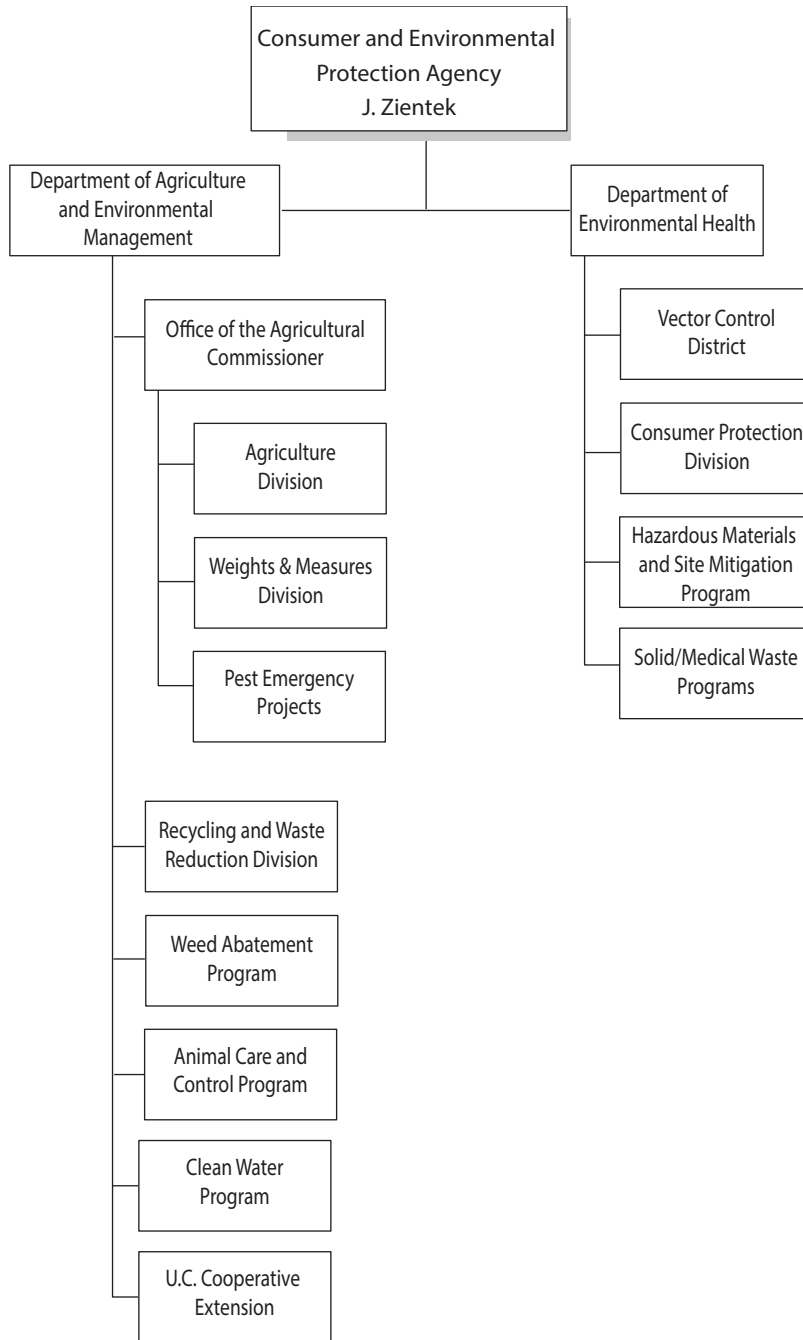 Consumer and Environmental
Protection Agency
J. Zientek
Department of Agriculture
and Environmental
Management
Department of
Environmental Health
Office of the Agricultural
Commissioner
Agriculture
Division
Weights & Measures
Division
Pest Emergency
Projects
Recycling and Waste
Reduction Division
Weed Abatement
Program
Animal Care and
Control Program
Clean Water
Program
U.C. Cooperative
Extension
Vector Control
District
Consumer Protection
Division
Hazardous Materials
and Site Mitigation
Program
Solid/Medical Waste
Programs